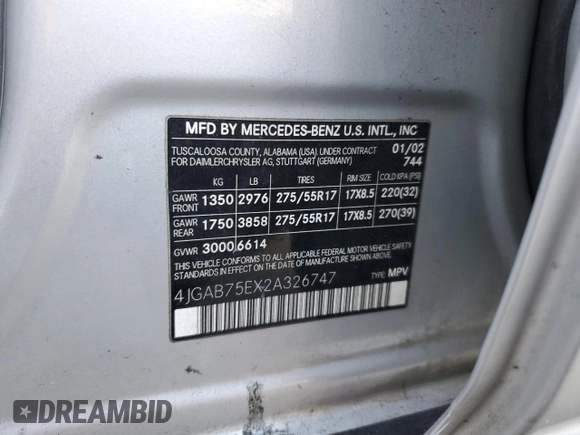 MFD BY MERCEDES-BENZ U.S. INTL., INC
TUSCALOOSA COUNTY, ALABAMA (USA) UNDER CONTRACT 01/02
FOR DAIMLERCHRYSLER AG, STUTTGART (GERMANY) 744
KG LB TIRES RIM SIZE COLD KPA (PSI)
GAWR FRONT 1350 2976 275/55R17 17X8.5 220(32)
GAWR REAR 1750 3858 275/55R17 17X8.5 270(39)
GVWR 3000 6614
THIS VEHICLE CONFORMS TO ALL APPLICABLE FEDERAL MOTOR VEHICLE SAFETY
STANDARDS IN EFFECT ON THE DATE OF MANUFACTURE SHOWN ABOVE.
4JGAB75EX2A326747 TYPE: MPV
DREAMBID